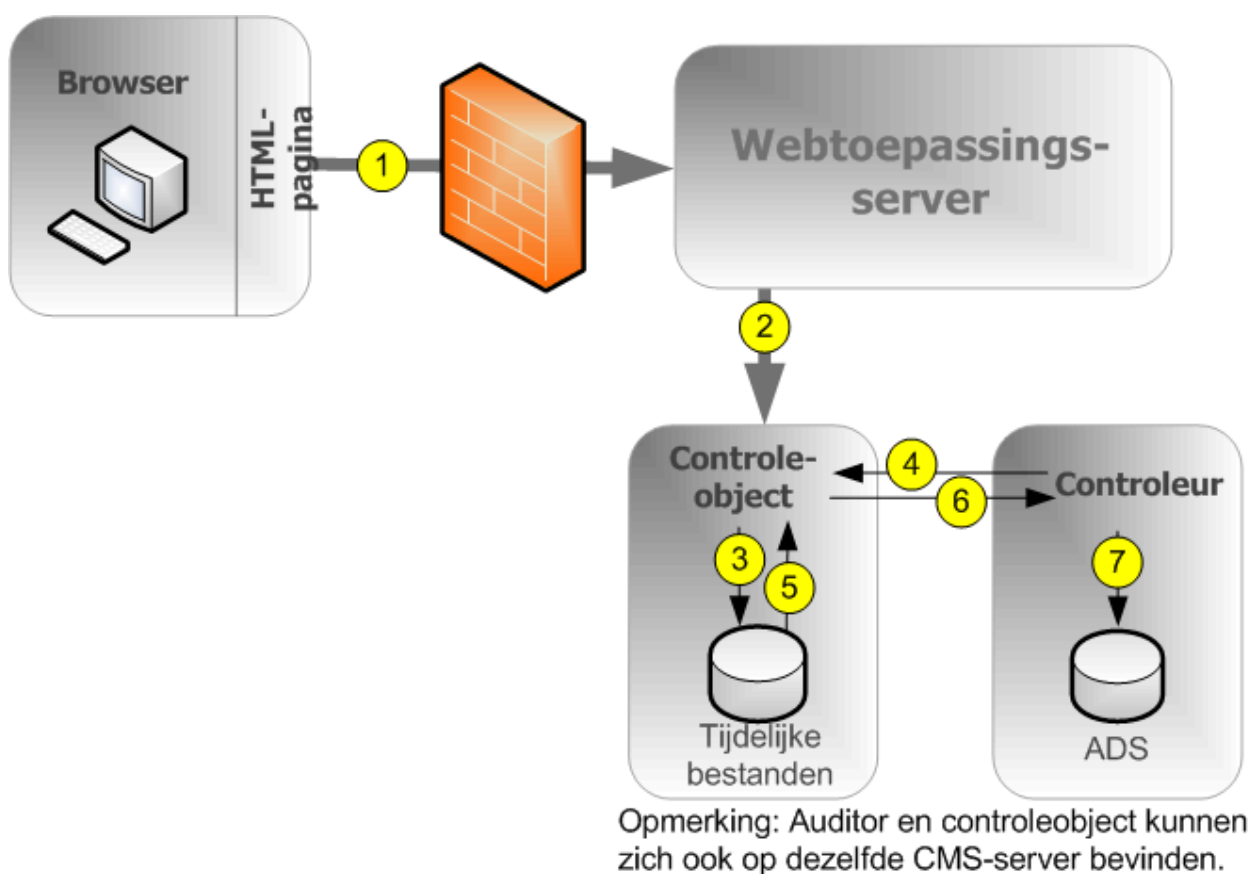 Browser
HTML-
pagina
1
Webtoepassings-
server
2
Controle-
object
4
6
Controleur
3
5
7
Tijdelijke
bestanden
ADS
Opmerking: Auditor en controleobject kunnen
zich ook op dezelfde CMS-server bevinden.